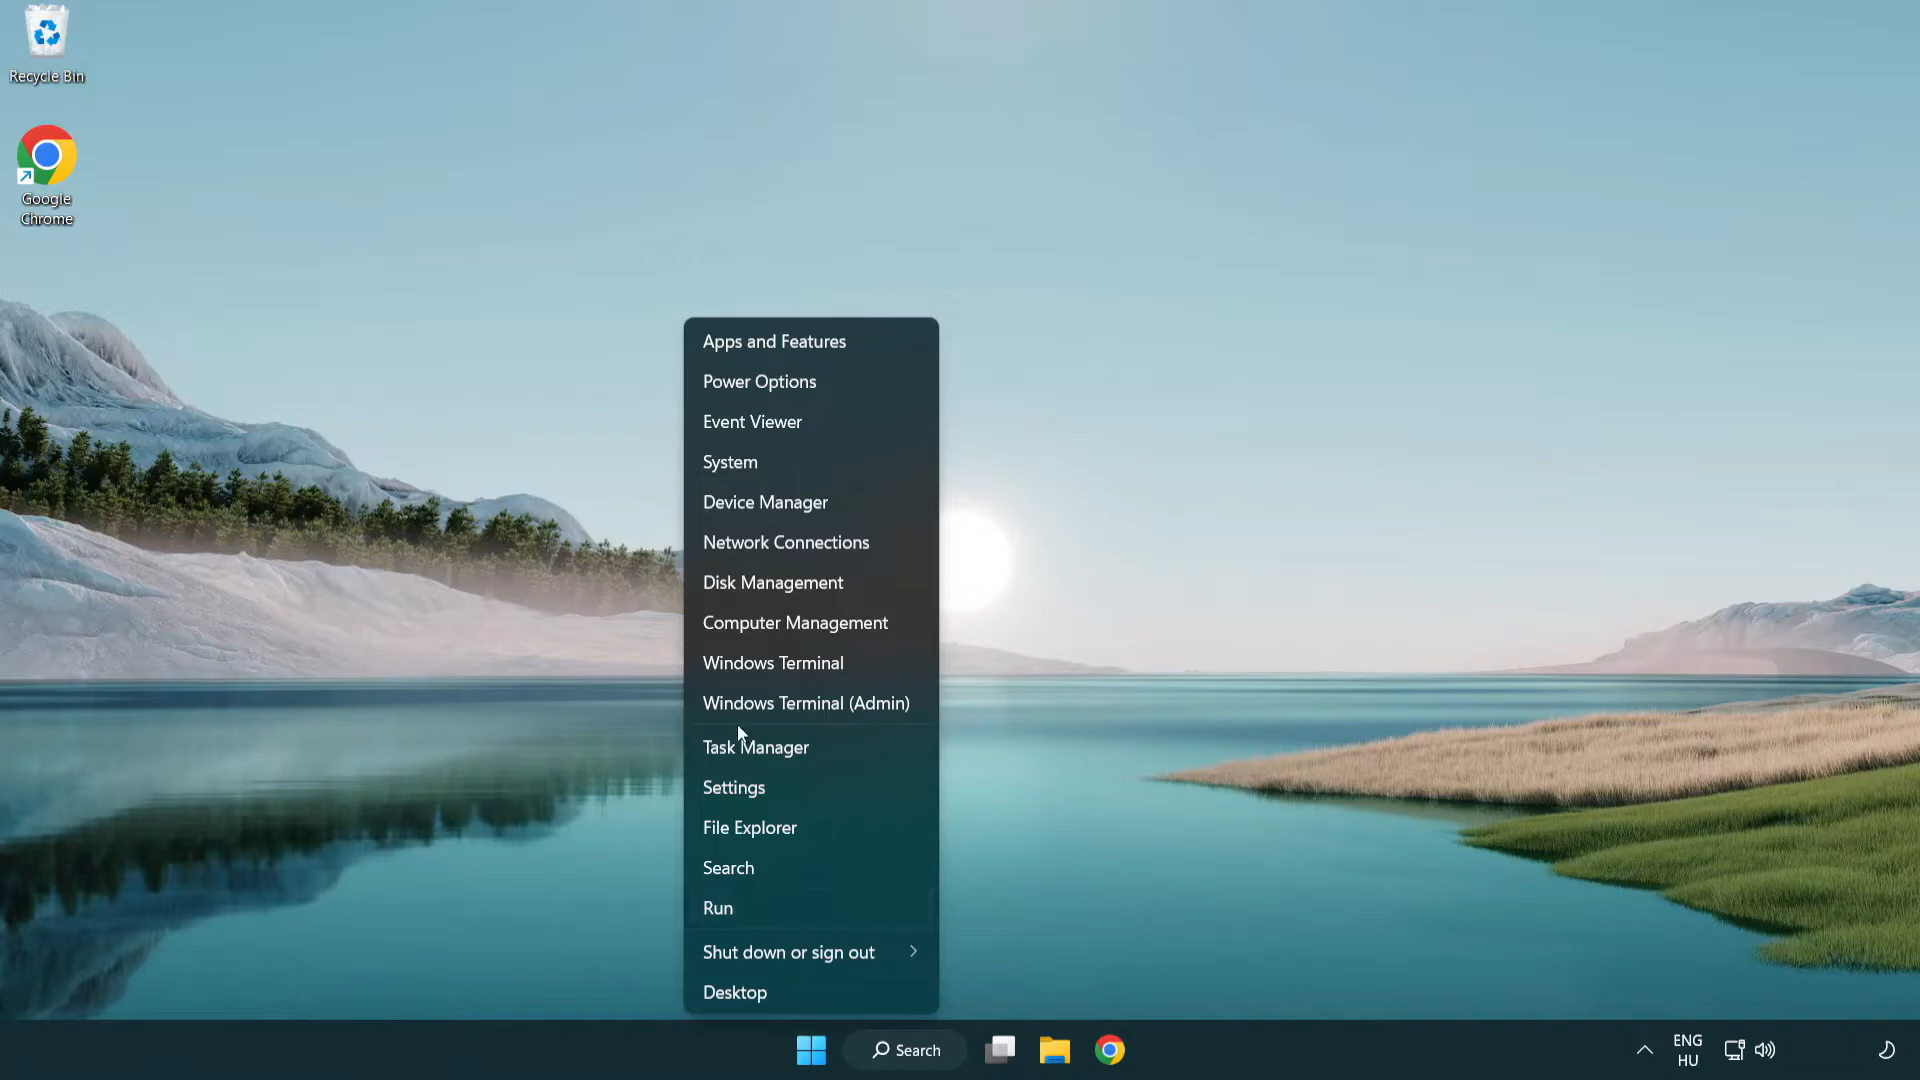 Recycle Bin
Google
Chrome
Apps and Features
Power Options
Event Viewer
System
Device Manager
Network Connections
Disk Management
Computer Management
Windows Terminal
Windows Terminal (Admin)
Task Manager
Settings
File Explorer
Search
Run
Shut down or sign out
Desktop
Search
ENG
HU